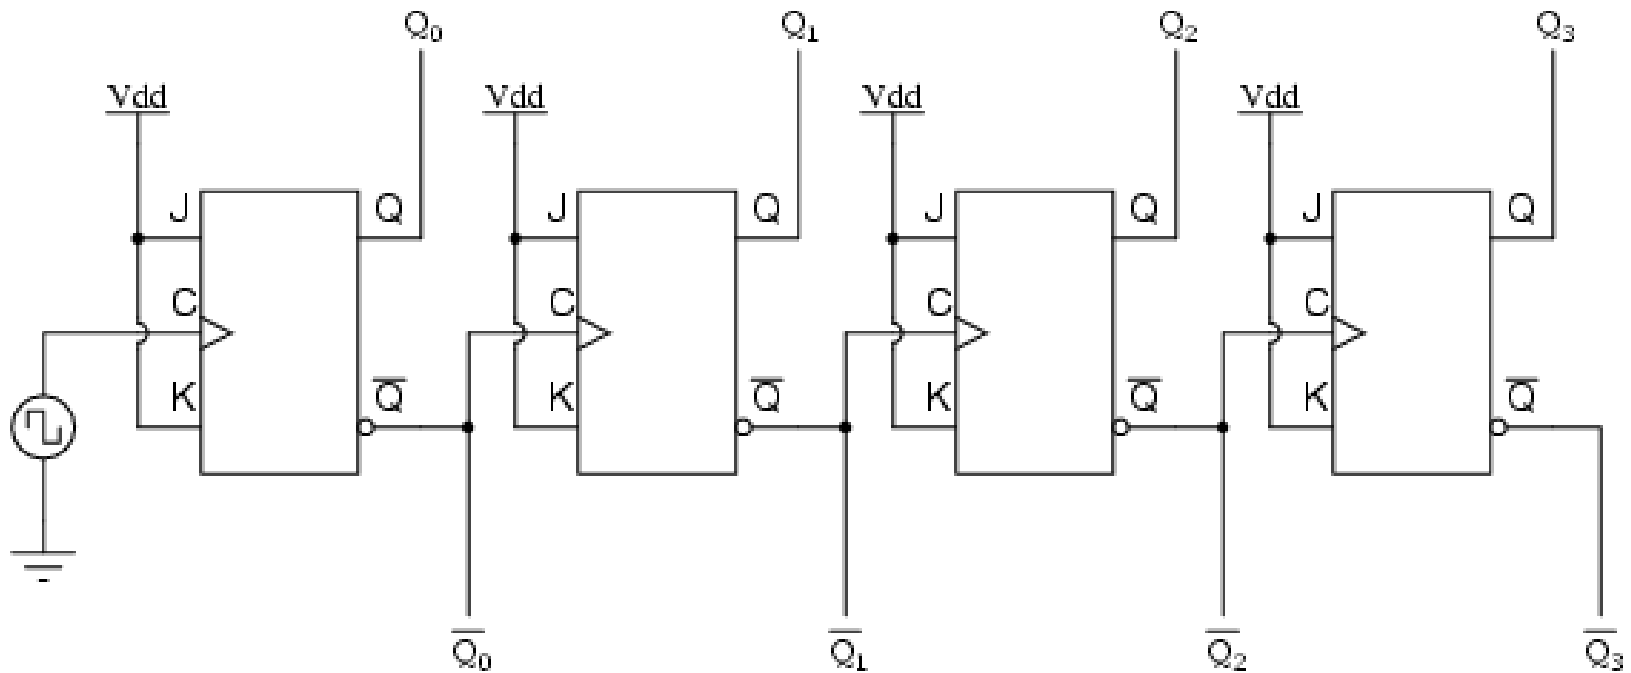 Q₀ Q₁ Q₂ Q₃
Vdd Vdd Vdd Vdd
J Q J Q J Q J Q
C C C C
K Q̅ K Q̅ K Q̅ K Q̅
Q̅₀ Q̅₁ Q̅₂ Q̅₃